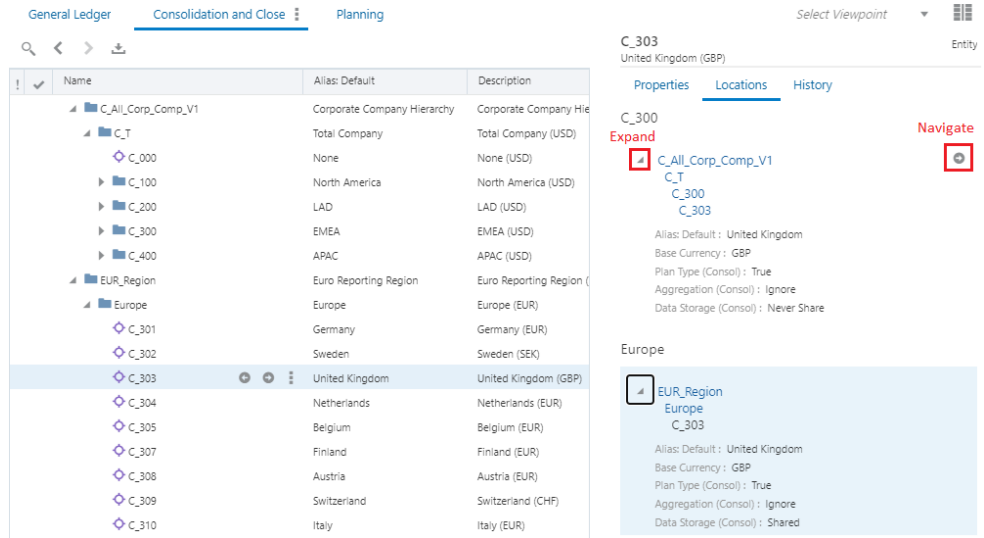 General Ledger Consolidation and Close Planning Select Viewpoint
! Name Alias: Default Description
C_All_Corp_Comp_V1 Corporate Company Hierarchy Corporate Company Hie
C_T Total Company Total Company (USD)
C_000 None None (USD)
C_100 North America North America (USD)
C_200 LAD LAD (USD)
C_300 EMEA EMEA (USD)
C_400 APAC APAC (USD)
EUR_Region Euro Reporting Region Euro Reporting Region (
Europe Europe Europe (EUR)
C_301 Germany Germany (EUR)
C_302 Sweden Sweden (SEK)
C_303 United Kingdom United Kingdom (GBP)
C_304 Netherlands Netherlands (EUR)
C_305 Belgium Belgium (EUR)
C_307 Finland Finland (EUR)
C_308 Austria Austria (EUR)
C_309 Switzerland Switzerland (CHF)
C_310 Italy Italy (EUR)
C_303 Entity
United Kingdom (GBP)
Properties Locations History
C_300
Expand Navigate
C_All_Corp_Comp_V1
C_T
C_300
C_303
Alias: Default : United Kingdom
Base Currency : GBP
Plan Type (Consol) : True
Aggregation (Consol) : Ignore
Data Storage (Consol) : Never Share
Europe
EUR_Region
Europe
C_303
Alias: Default : United Kingdom
Base Currency : GBP
Plan Type (Consol) : True
Aggregation (Consol) : Ignore
Data Storage (Consol) : Shared